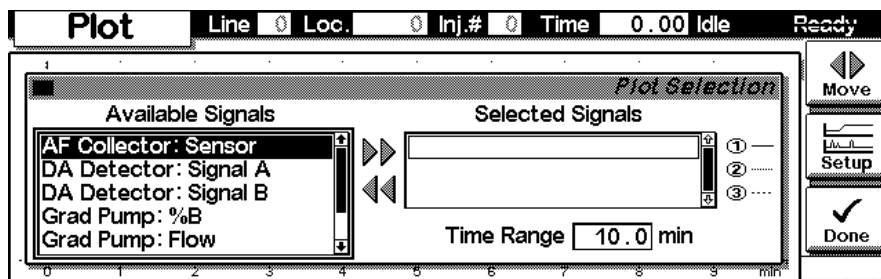 Plot Line 0 Loc. 0 Inj.# 0 Time 0.00 Idle Ready
1
Plot Selection
Move
Available Signals Selected Signals
AF Collector: Sensor
DA Detector: Signal A
DA Detector: Signal B
Grad Pump: %B
Grad Pump: Flow
1
2
3
Setup
Time Range 10.0 min
Done
0 1 2 3 4 5 6 7 8 9 min